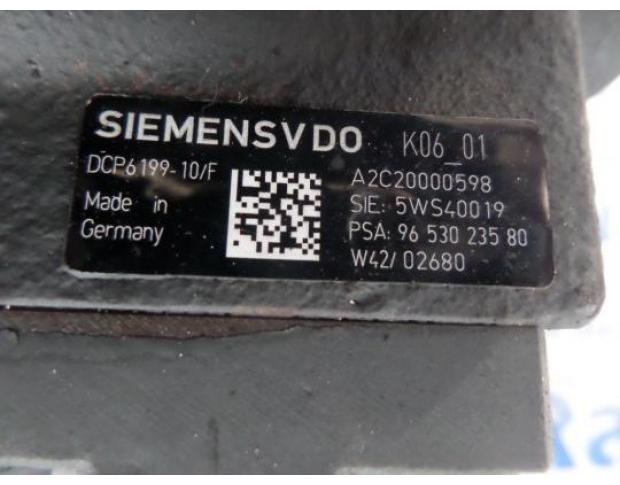 SIEMENSVDO K06_01
DCP6199-10/F
Made in
Germany
A2C20000598
SIE: 5WS40019
PSA: 96 530 235 80
W42/ 02680